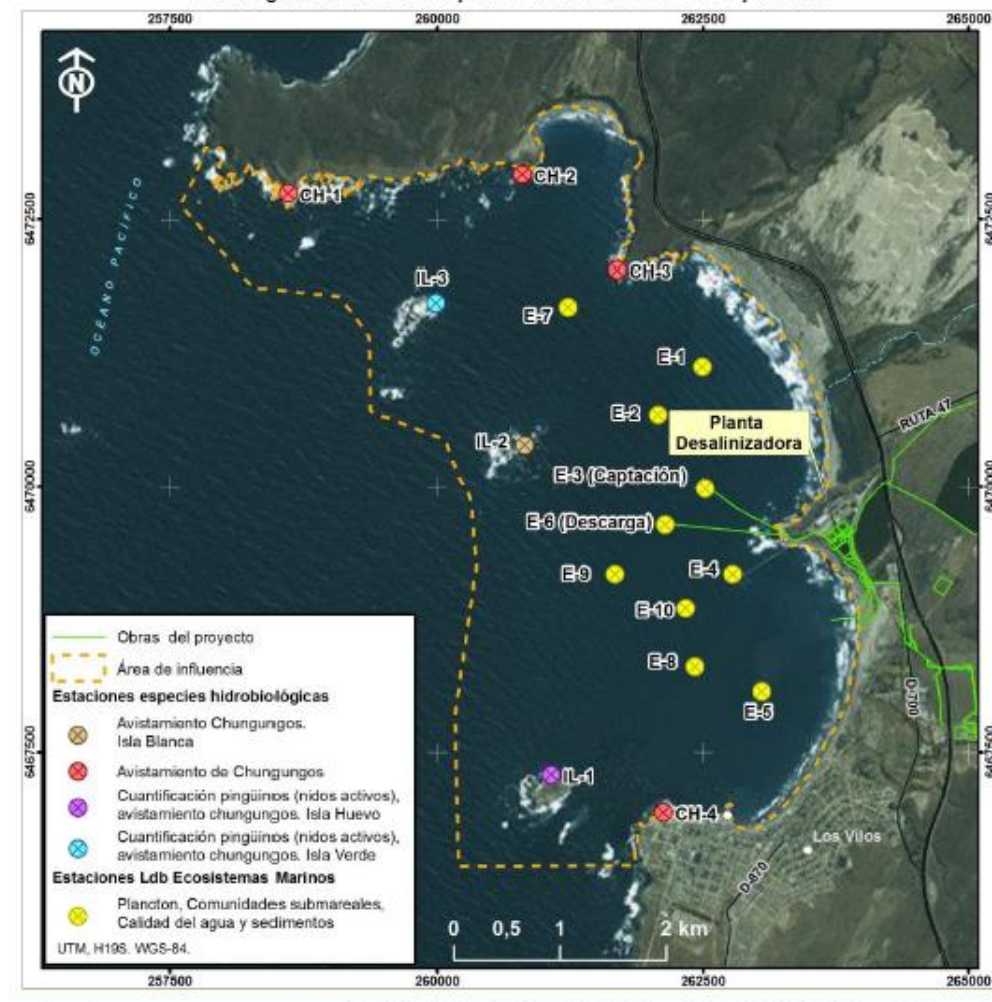 257500
260000
262500
265000
N
CH-1
CH-2
6472500
6472500
OCÉANO PACÍFICO
CH-3
IL-3
E-7
E-1
E-2
RUTA 47
Planta
Desalinizadora
IL-2
E-3 (Captación)
6470000
6470000
E-6 (Descarga)
E-9
E-4
E-10
E-8
E-5
D-700
6467500
6467500
IL-1
CH-4
Los Vilos
D-870
Obras del proyecto
Área de influencia
Estaciones especies hidrobiológicas
Avistamiento Chungungos.
Isla Blanca
Avistamiento de Chungungos
Cuantificación pingüinos (nidos activos),
avistamiento chungungos. Isla Huevo
Cuantificación pingüinos (nidos activos),
avistamiento chungungos. Isla Verde
Estaciones Ldb Ecosistemas Marinos
Plancton, Comunidades submareales,
Calidad del agua y sedimentos
UTM, H19S. WGS-84.
0 0,5 1 2 km
257500
260000
262500
265000